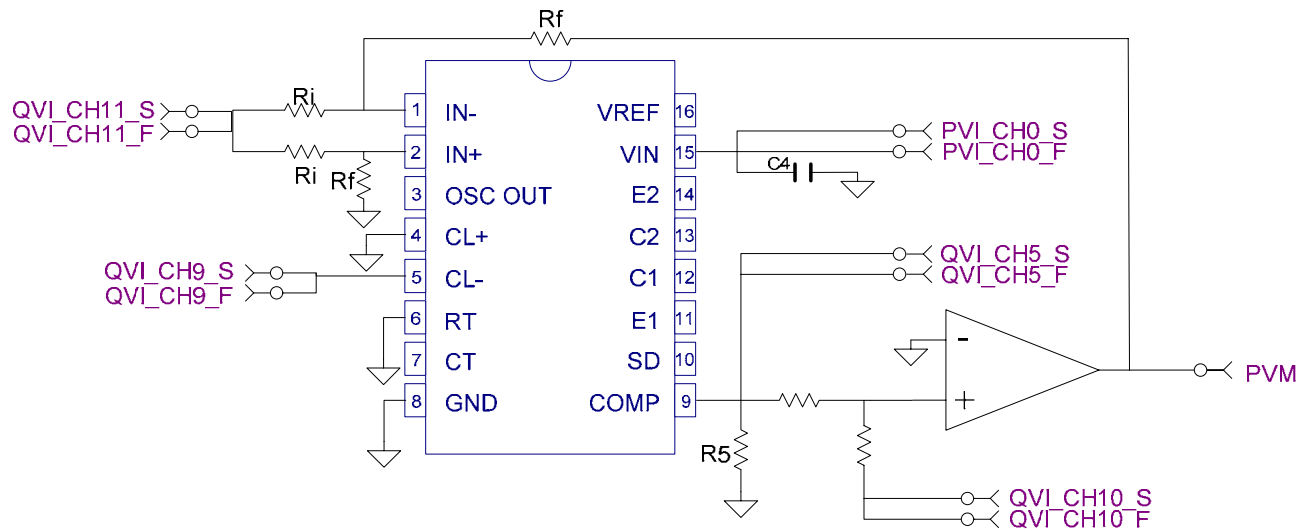 Rf
QVI_CH11_S
QVI_CH11_F
Ri
Ri
Rf
QVI_CH9_S
QVI_CH9_F
1 IN-
2 IN+
3 OSC OUT
4 CL+
5 CL-
6 RT
7 CT
8 GND
VREF 16
VIN 15
E2 14
C2 13
C1 12
E1 11
SD 10
COMP 9
PVI_CH0_S
PVI_CH0_F
C4
QVI_CH5_S
QVI_CH5_F
-
+
PVM
R5
QVI_CH10_S
QVI_CH10_F